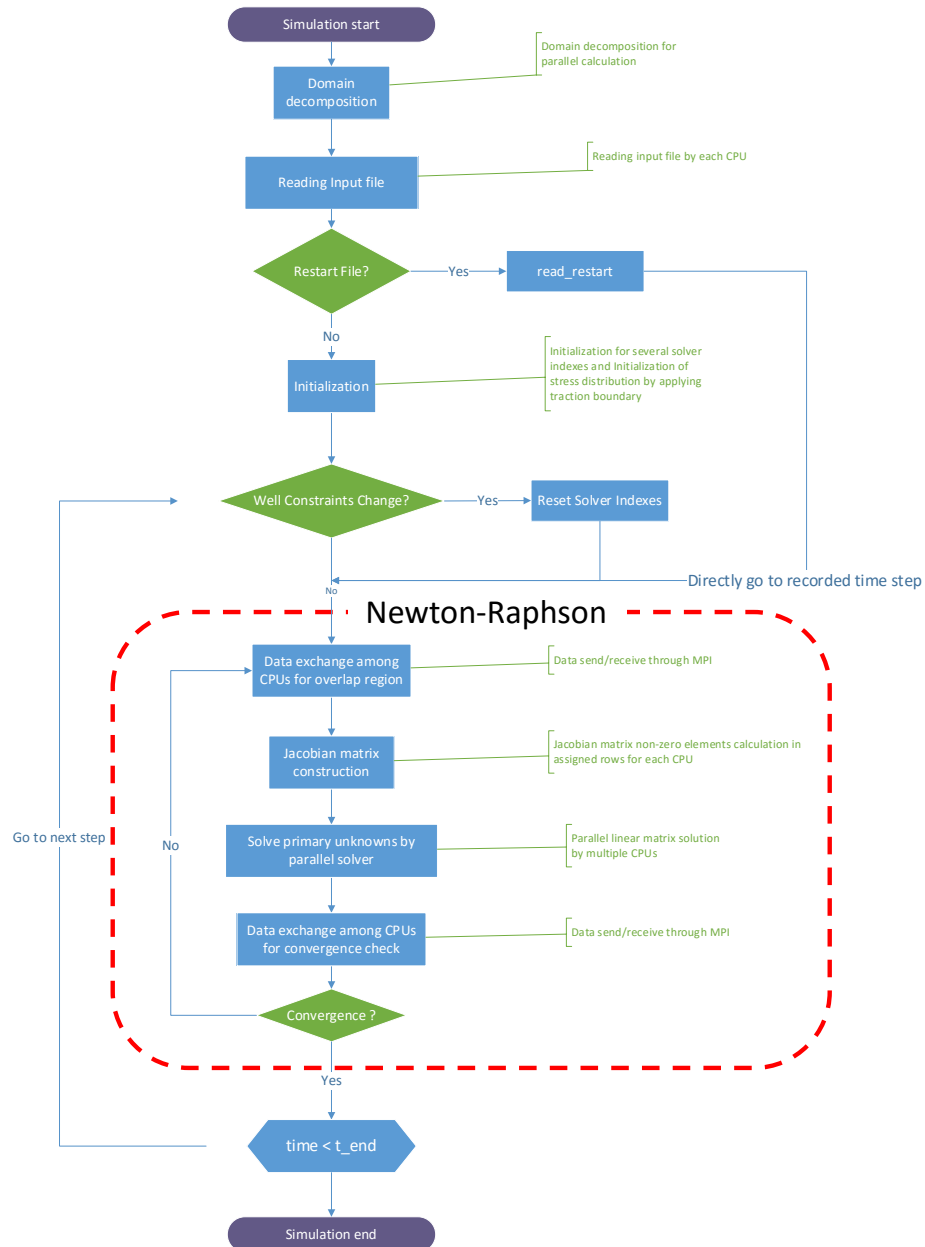 Simulation start
Domain decomposition for
parallel calculation
Domain
decomposition
Reading input file by each CPU
Reading Input file
Restart File?
Yes
read_restart
No
Initialization for several solver
indexes and Initialization of
stress distribution by applying
traction boundary
Initialization
Well Constraints Change?
Yes
Reset Solver Indexes
Directly go to recorded time step
No
Newton-Raphson
Data exchange among
CPUs for overlap region
Data send/receive through MPI
Jacobian matrix
construction
Jacobian matrix non-zero elements calculation in
assigned rows for each CPU
Go to next step
No
Solve primary unknowns by
parallel solver
Parallel linear matrix solution
by multiple CPUs
Data exchange among CPUs
for convergence check
Data send/receive through MPI
Convergence ?
Yes
time < t_end
Simulation end